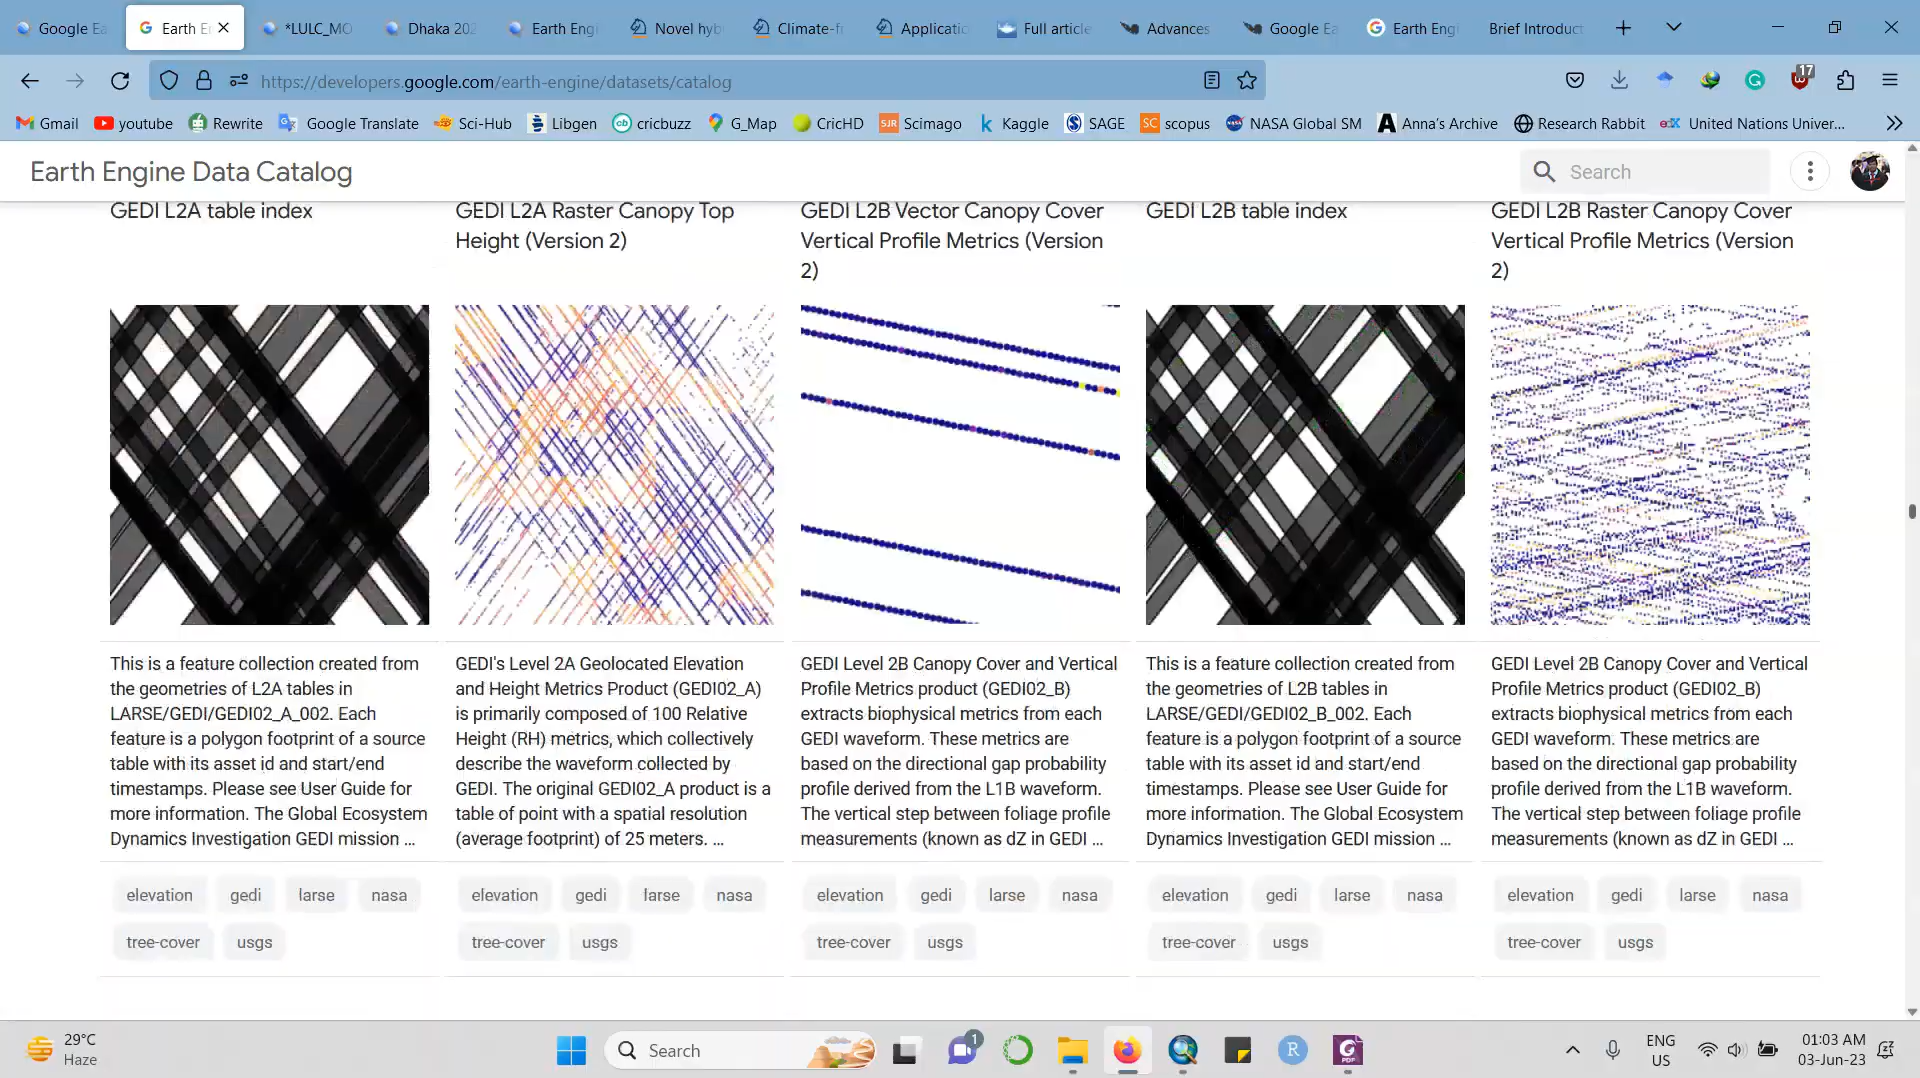 Google Ea
Earth E
*LULC_MO
Dhaka 202
Earth Engi
Novel hyb
Climate-fr
Applicatic
Full article
Advances
Google Ea
Earth Engi
Brief Introduct
https://developers.google.com/earth-engine/datasets/catalog
17
Gmail
youtube
Rewrite
Google Translate
Sci-Hub
Libgen
cricbuzz
G_Map
CricHD
SJR Scimago
Kaggle
SAGE
SC scopus
NASA Global SM
Anna's Archive
Research Rabbit
edX United Nations Univer...
Earth Engine Data Catalog
Search
GEDI L2A table index
GEDI L2A Raster Canopy Top
Height (Version 2)
GEDI L2B Vector Canopy Cover
Vertical Profile Metrics (Version
2)
GEDI L2B table index
GEDI L2B Raster Canopy Cover
Vertical Profile Metrics (Version
2)
This is a feature collection created from
the geometries of L2A tables in
LARSE/GEDI/GEDI02_A_002. Each
feature is a polygon footprint of a source
table with its asset id and start/end
timestamps. Please see User Guide for
more information. The Global Ecosystem
Dynamics Investigation GEDI mission ...
GEDI's Level 2A Geolocated Elevation
and Height Metrics Product (GEDI02_A)
is primarily composed of 100 Relative
Height (RH) metrics, which collectively
describe the waveform collected by
GEDI. The original GEDI02_A product is a
table of point with a spatial resolution
(average footprint) of 25 meters. ...
GEDI Level 2B Canopy Cover and Vertical
Profile Metrics product (GEDI02_B)
extracts biophysical metrics from each
GEDI waveform. These metrics are
based on the directional gap probability
profile derived from the L1B waveform.
The vertical step between foliage profile
measurements (known as dZ in GEDI ...
This is a feature collection created from
the geometries of L2B tables in
LARSE/GEDI/GEDI02_B_002. Each
feature is a polygon footprint of a source
table with its asset id and start/end
timestamps. Please see User Guide for
more information. The Global Ecosystem
Dynamics Investigation GEDI mission ...
GEDI Level 2B Canopy Cover and Vertical
Profile Metrics product (GEDI02_B)
extracts biophysical metrics from each
GEDI waveform. These metrics are
based on the directional gap probability
profile derived from the L1B waveform.
The vertical step between foliage profile
measurements (known as dZ in GEDI ...
elevation gedi larse nasa
tree-cover usgs
elevation gedi larse nasa
tree-cover usgs
elevation gedi larse nasa
tree-cover usgs
elevation gedi larse nasa
tree-cover usgs
elevation gedi larse nasa
tree-cover usgs
29°C
Haze
Search
1
R
PDF
ENG
US
01:03 AM
03-Jun-23